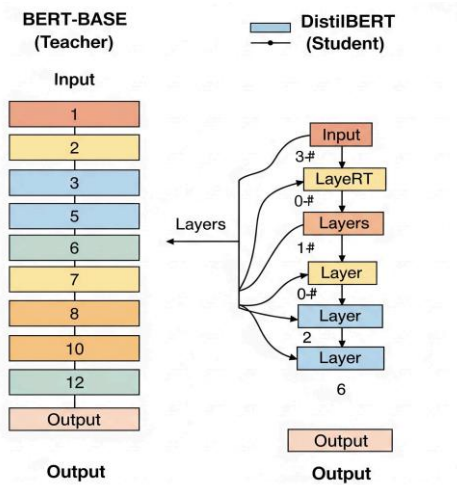 BERT-BASE
(Teacher)
Input
1
2
3
5
6
7
8
10
12
Output
Output
DistilBERT
(Student)
Input
3-#
LayeRT
0-#
Layers
Layers
1#
Layer
0-#
Layer
2
Layer
6
Output
Output